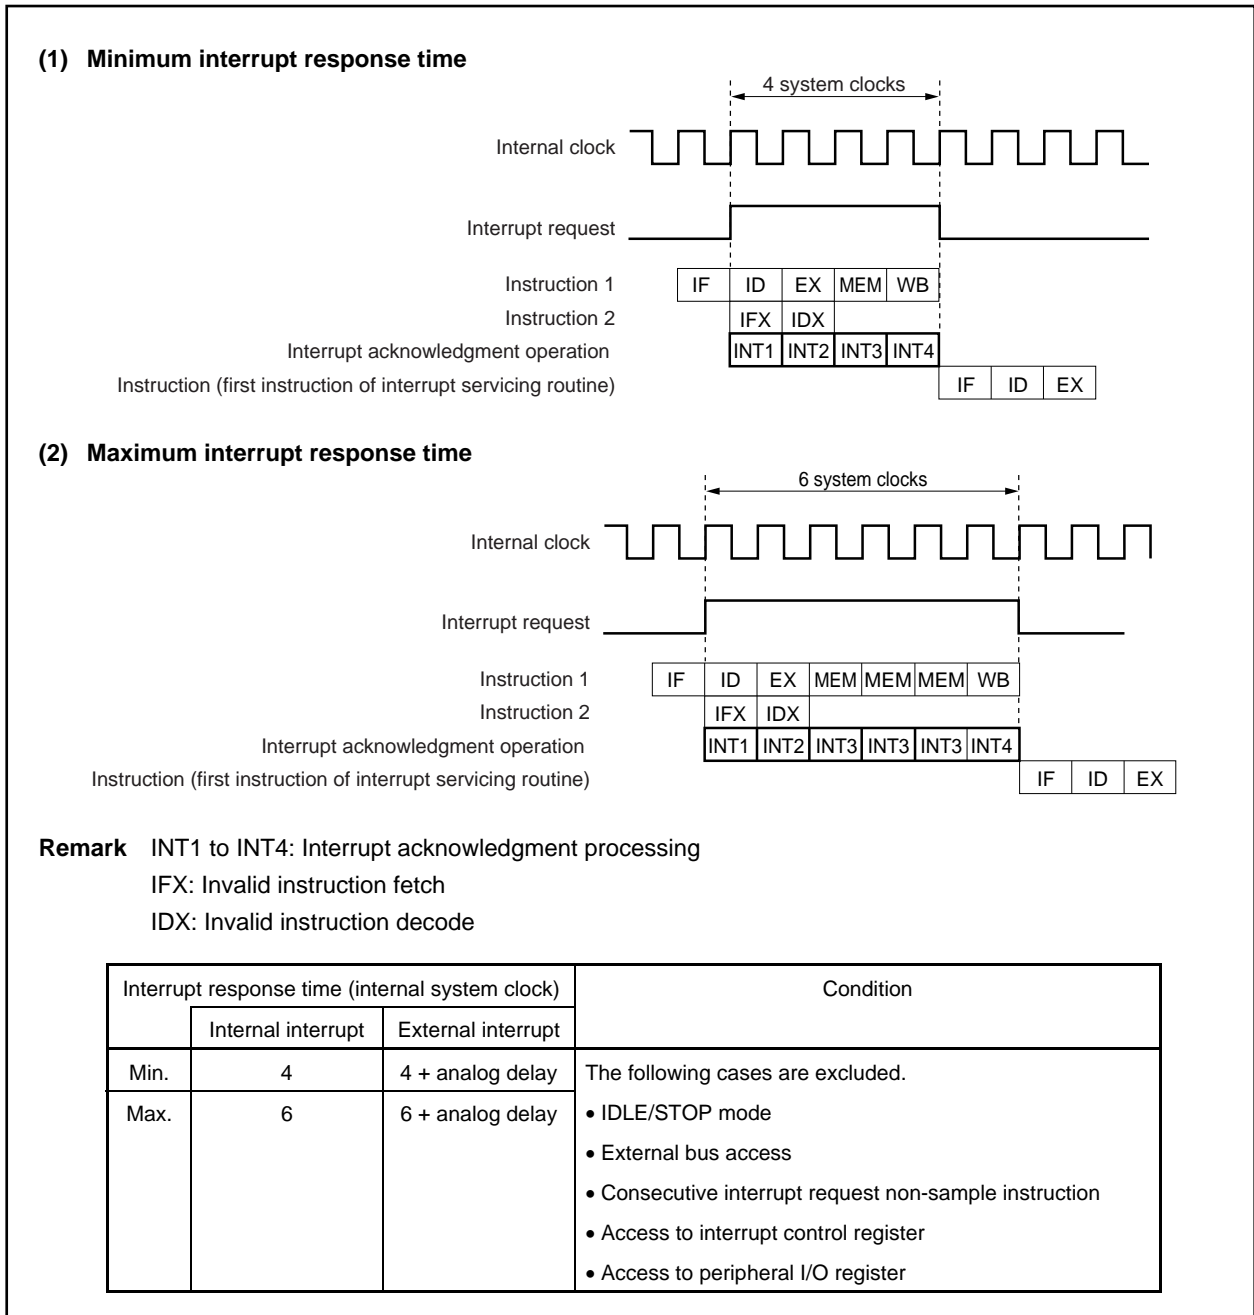 (1) Minimum interrupt response time
4 system clocks
Internal clock
Interrupt request
Instruction 1 IF ID EX MEM WB
Instruction 2 IFX IDX
Interrupt acknowledgment operation INT1 INT2 INT3 INT4
Instruction (first instruction of interrupt servicing routine) IF ID EX
(2) Maximum interrupt response time
6 system clocks
Internal clock
Interrupt request
Instruction 1 IF ID EX MEM MEM MEM WB
Instruction 2 IFX IDX
Interrupt acknowledgment operation INT1 INT2 INT3 INT3 INT3 INT4
Instruction (first instruction of interrupt servicing routine) IF ID EX
Remark INT1 to INT4: Interrupt acknowledgment processing
IFX: Invalid instruction fetch
IDX: Invalid instruction decode
Interrupt response time (internal system clock) Condition
Internal interrupt External interrupt
Min. 4 4 + analog delay The following cases are excluded.
Max. 6 6 + analog delay • IDLE/STOP mode
• External bus access
• Consecutive interrupt request non-sample instruction
• Access to interrupt control register
• Access to peripheral I/O register